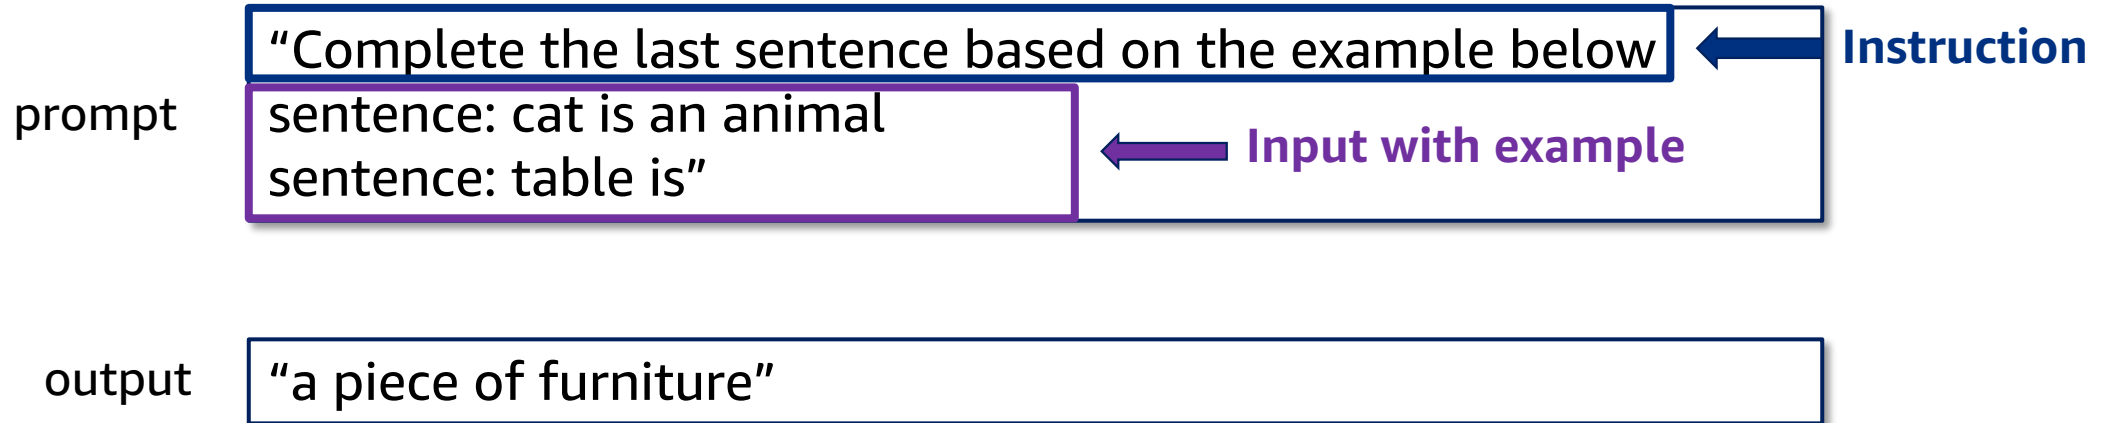 “Complete the last sentence based on the example below
Instruction
prompt
sentence: cat is an animal
Input with example
sentence: table is”
output
“a piece of furniture”